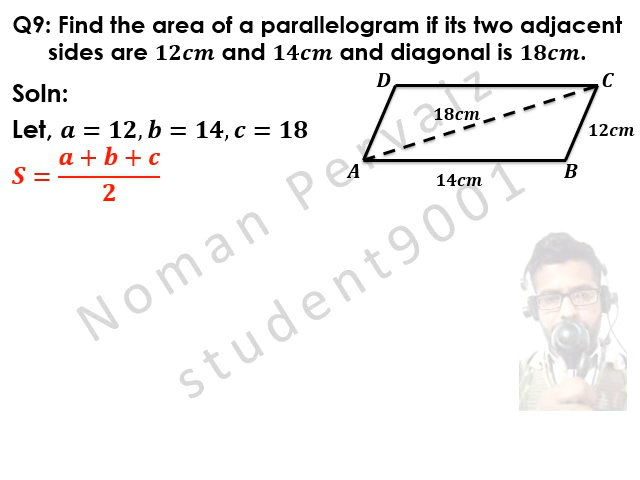 Q9: Find the area of a parallelogram if its two adjacent
sides are 12cm and 14cm and diagonal is 18cm.
Soln:
Let, a = 12, b = 14, c = 18
S = \frac{a + b + c}{2}
D
C
18cm
12cm
A
B
14cm
Noman Pervaiz
student9001